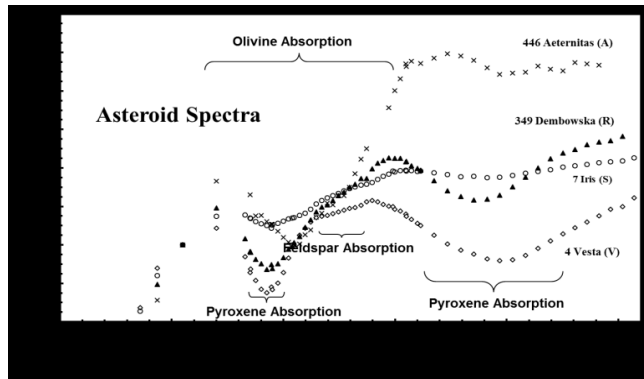 Olivine Absorption
446 Aeternitas (A)
Asteroid Spectra
349 Dembowska (R)
7 Iris (S)
Feldspar Absorption
4 Vesta (V)
Pyroxene Absorption
Pyroxene Absorption